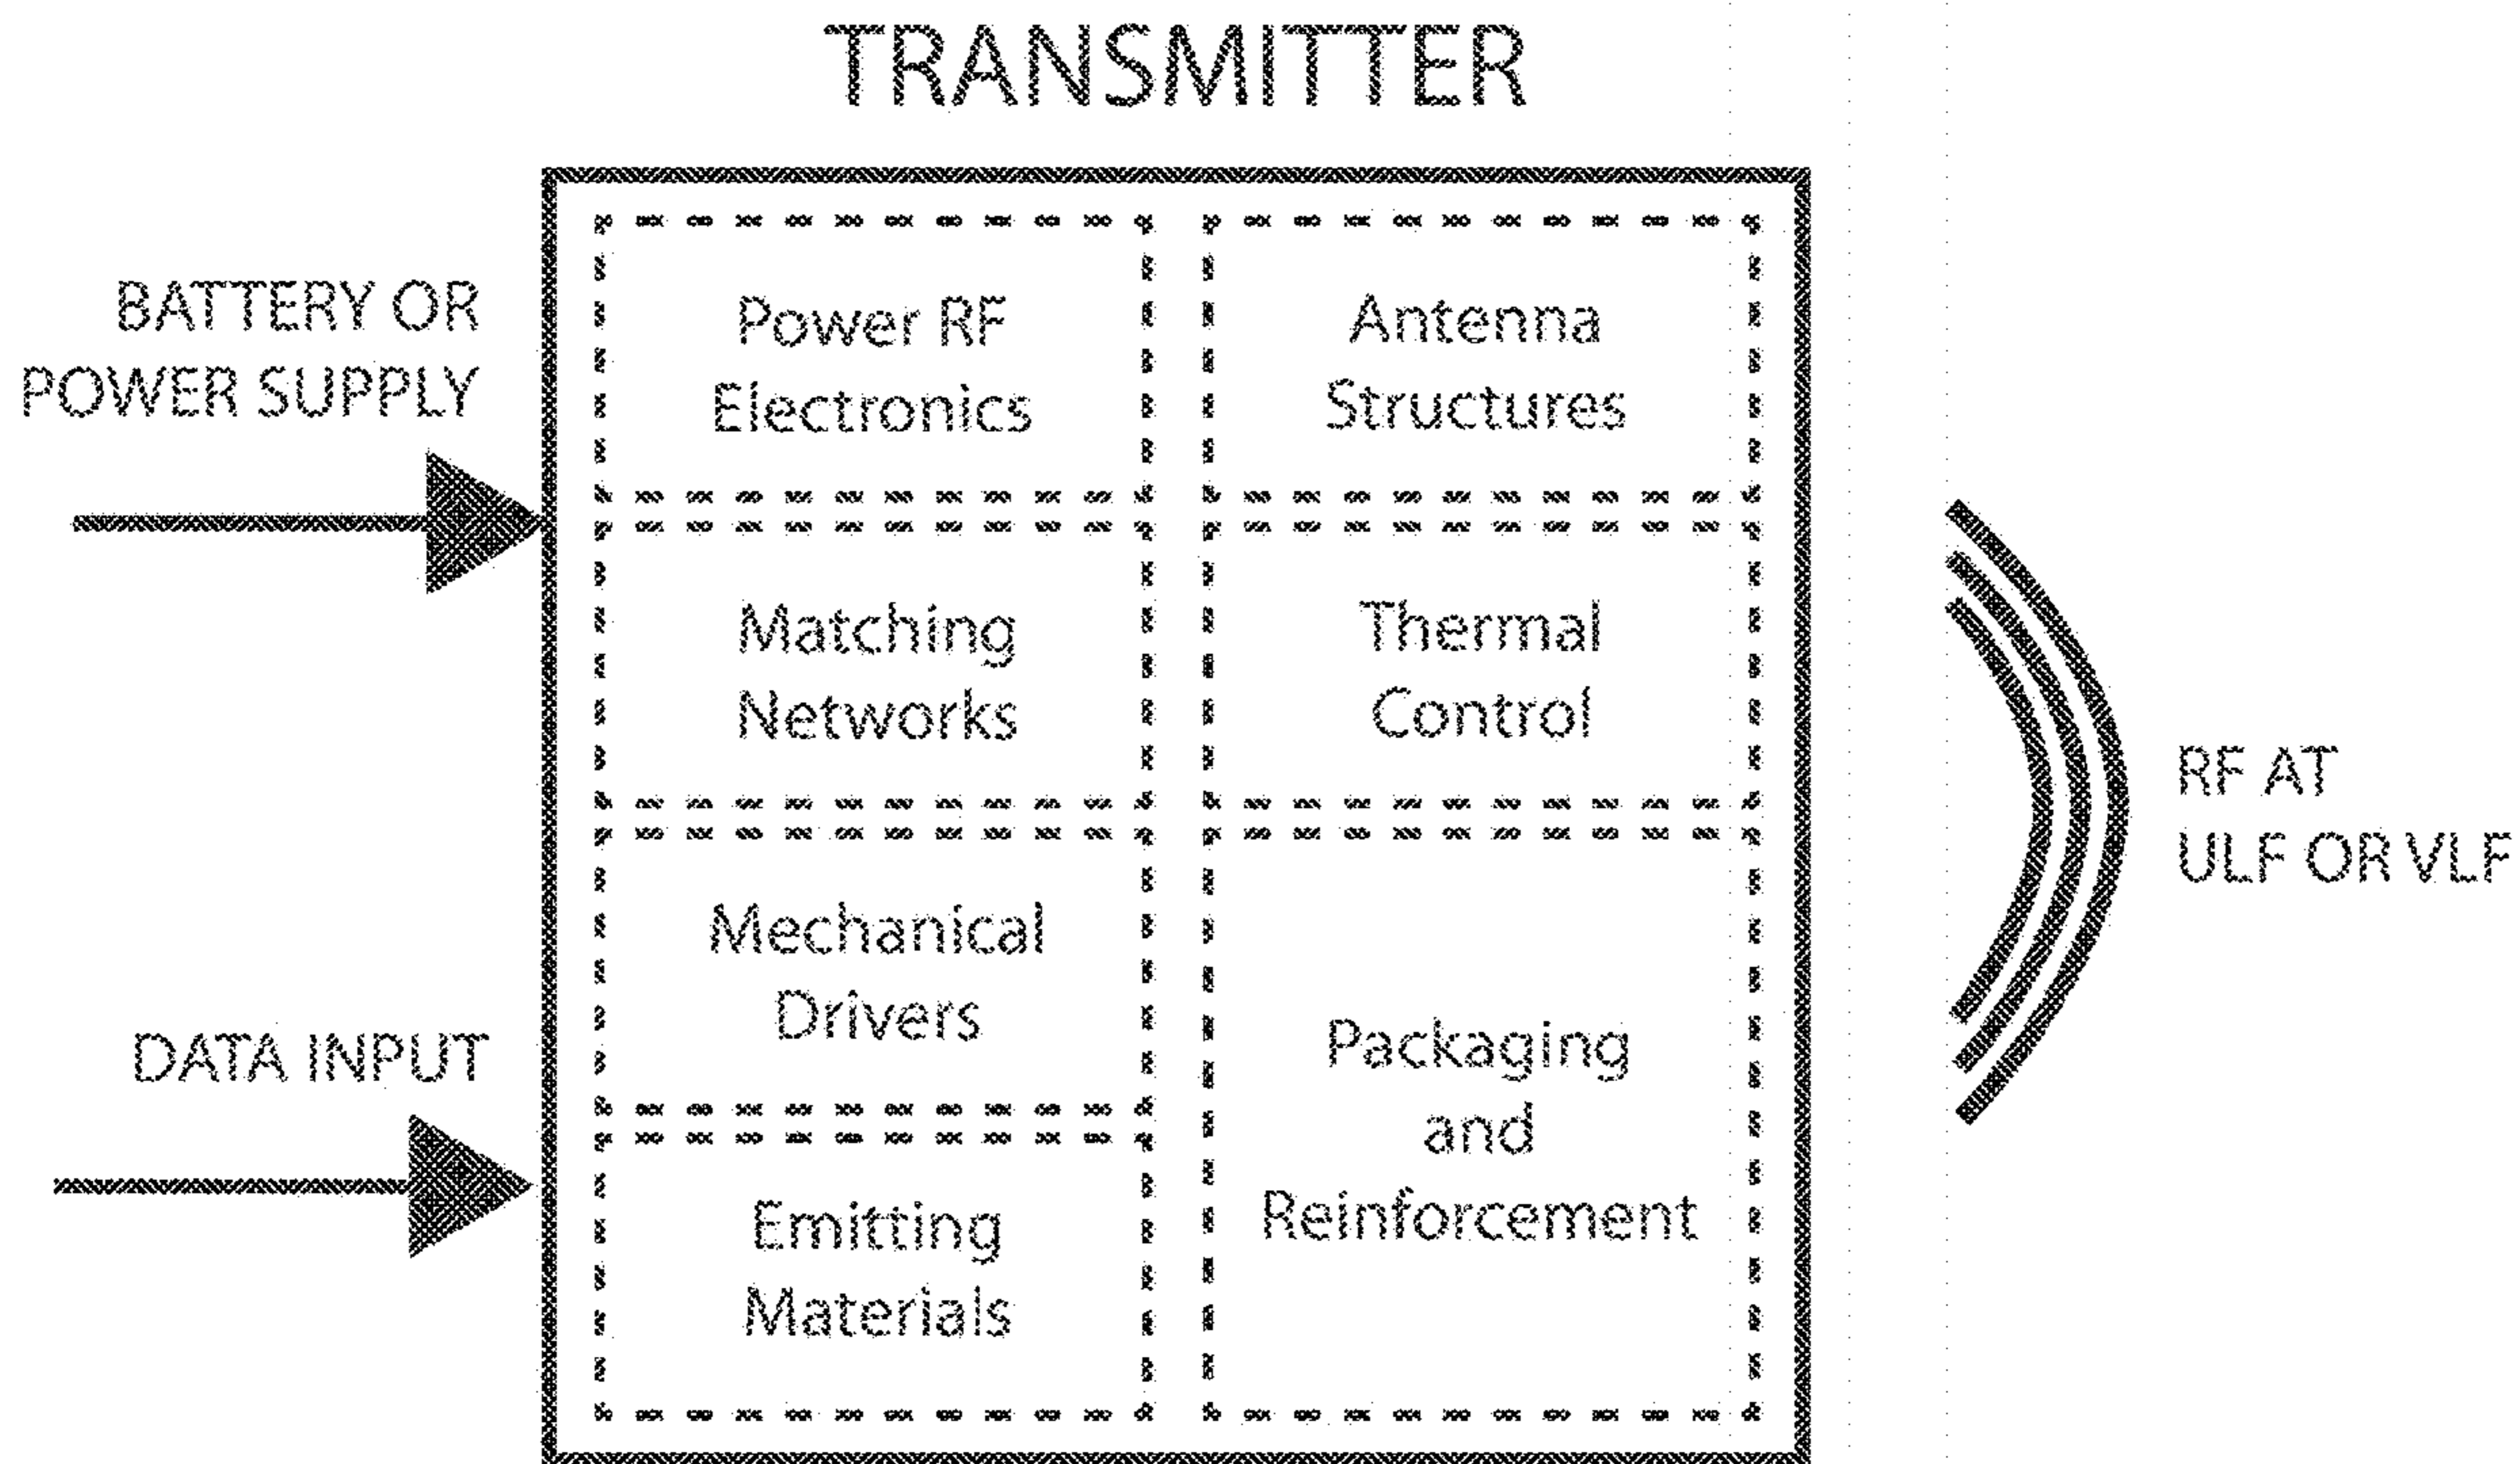 TRANSMITTER
BATTERY OR
POWER SUPPLY
DATA INPUT
Power RF
Electronics
Matching
Networks
Mechanical
Drivers
Emitting
Materials
Antenna
Structures
Thermal
Control
Packaging
and
Reinforcement
RF AT
ULF OR VLF